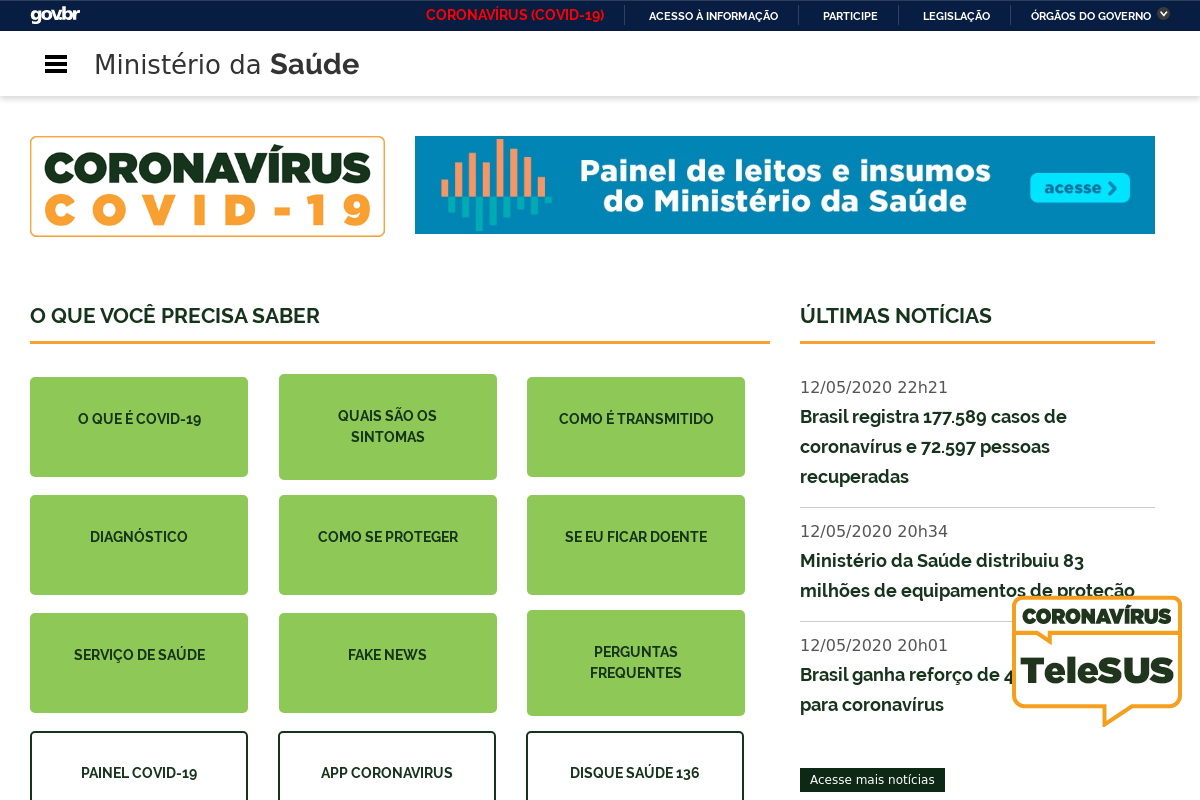 gov.br
CORONAVÍRUS (COVID-19)
ACESSO À INFORMAÇÃO
PARTICIPE
LEGISLAÇÃO
ÓRGÃOS DO GOVERNO
Ministério da Saúde
CORONAVÍRUS
COVID-19
Painel de leitos e insumos
do Ministério da Saúde
acesse
O QUE VOCÊ PRECISA SABER
O QUE É COVID-19
QUAIS SÃO OS
SINTOMAS
COMO É TRANSMITIDO
DIAGNÓSTICO
COMO SE PROTEGER
SE EU FICAR DOENTE
SERVIÇO DE SAÚDE
FAKE NEWS
PERGUNTAS
FREQUENTES
PAINEL COVID-19
APP CORONAVIRUS
DISQUE SAÚDE 136
ÚLTIMAS NOTÍCIAS
12/05/2020 22h21
Brasil registra 177.589 casos de
coronavírus e 72.597 pessoas
recuperadas
12/05/2020 20h34
Ministério da Saúde distribuiu 83
milhões de equipamentos de proteção
12/05/2020 20h01
Brasil ganha reforço de
para coronavírus
CORONAVÍRUS
TeleSUS
Acesse mais notícias